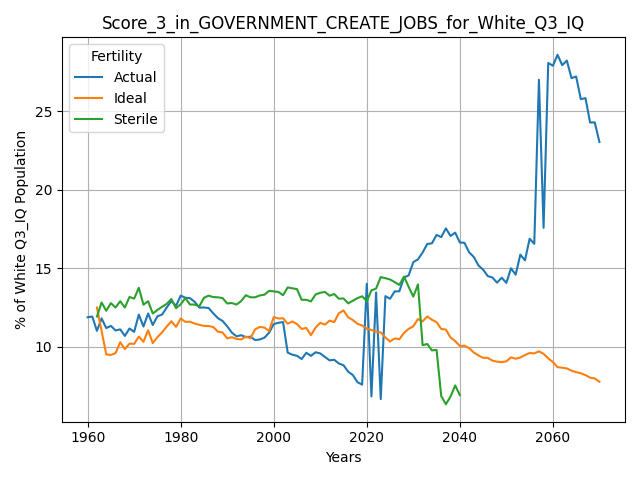 Score_3_in_GOVERNMENT_CREATE_JOBS_for_White_Q3_IQ
Fertility
Actual
Ideal
Sterile
% of White Q3_IQ Population
25
20
15
10
1960
1980
2000
2020
2040
2060
Years